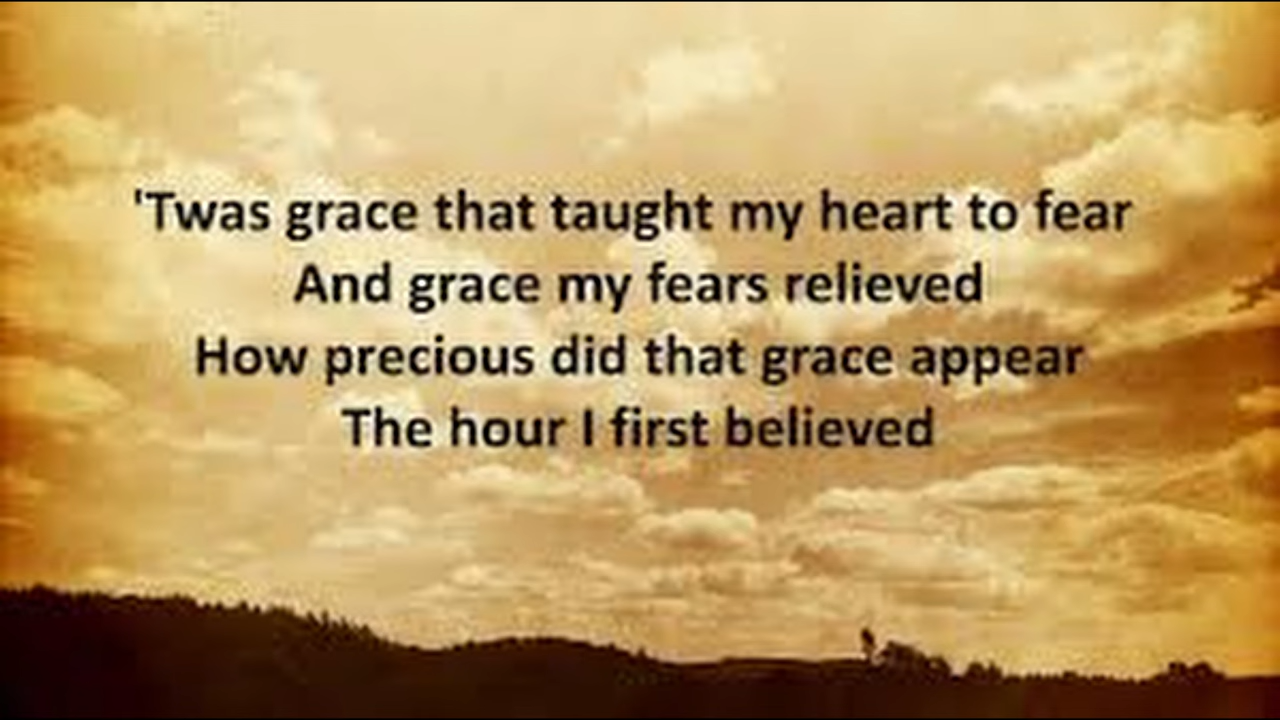 'Twas grace that taught my heart to fear
And grace my fears relieved
How precious did that grace appear
The hour I first believed